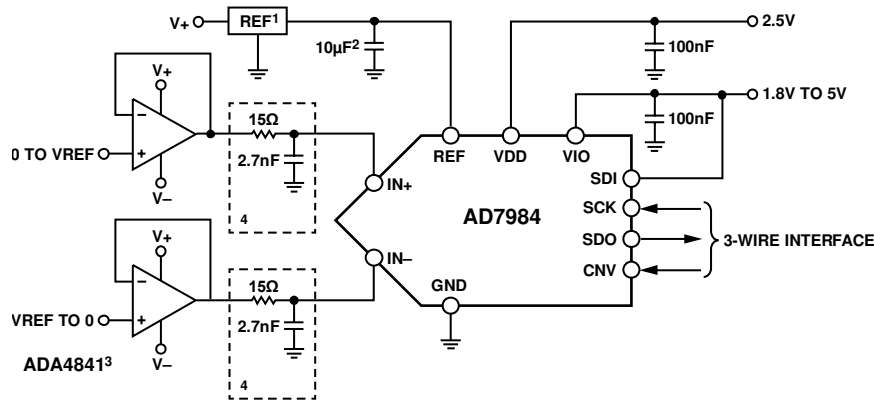 V+
REF1
10µF2
100nF
2.5V
V+
1.8V TO 5V
15Ω
100nF
2.7nF
0 TO VREF
REF
VDD
VIO
SDI
V–
IN+
4
AD7984
SCK
V+
SDO
3-WIRE INTERFACE
IN–
CNV
15Ω
GND
2.7nF
VREF TO 0
V–
ADA48413
4